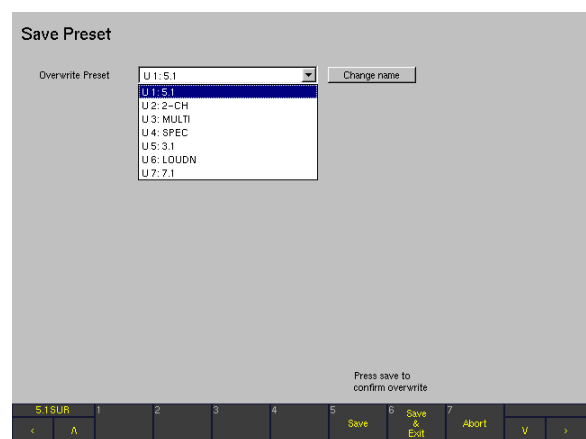 Save Preset
Overwrite Preset
U 1: 5.1
Change name
U 1: 5.1
U 2: 2-CH
U 3: MULTI
U 4: SPEC
U 5: 3.1
U 6: LOUDN
U 7: 7.1
Press save to
confirm overwrite
5.1SUR
1
2
3
4
5
Save
6
Save
&
Exit
7
Abort
< Λ
V >